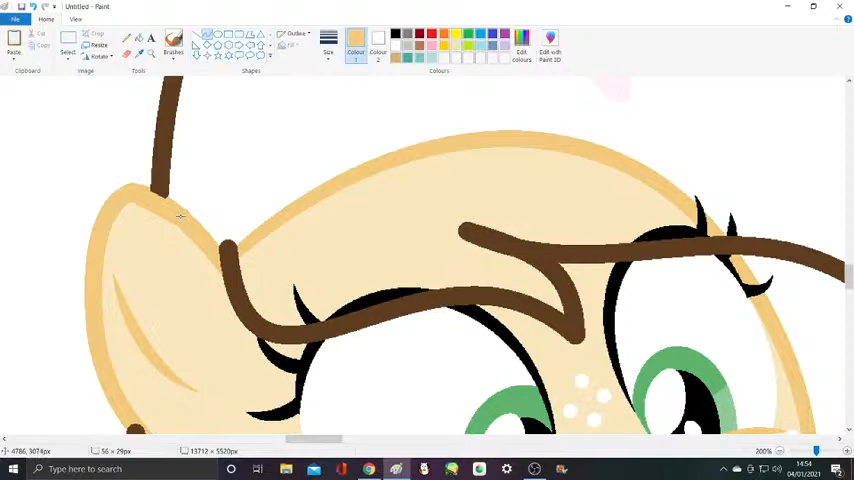 Untitled - Paint
File Home View
Paste
Cut
Copy
Clipboard
Select
Crop
Resize
Rotate
Image
A
Tools
Brushes
Outline
Fill
Shapes
Size
Colour
1
Colour
2
Colours
Edit
colours
Edit with
Paint 3D
4786, 3074px
56 × 29px
13712 × 5520px
200%
Type here to search
14:54
04/01/2021
2